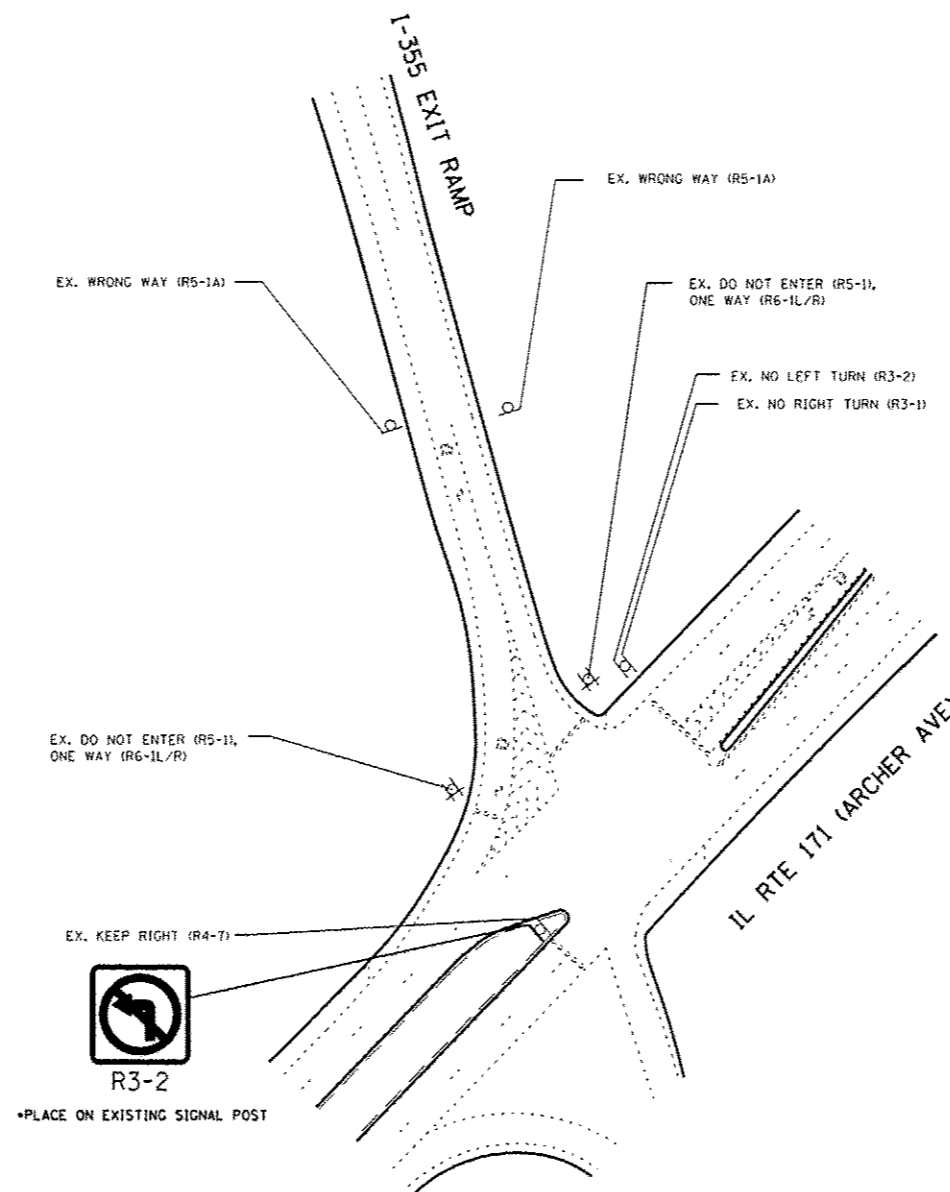 I-355 EXIT RAMP
EX. WRONG WAY (R5-1A)
EX. WRONG WAY (R5-1A)
EX. DO NOT ENTER (R5-1),
ONE WAY (R6-1L/R)
EX. NO LEFT TURN (R3-2)
EX. NO RIGHT TURN (R3-1)
EX. DO NOT ENTER (R5-1),
ONE WAY (R6-1L/R)
IL RTE 171 (ARCHER AVE)
EX. KEEP RIGHT (R4-7)
R3-2
*PLACE ON EXISTING SIGNAL POST